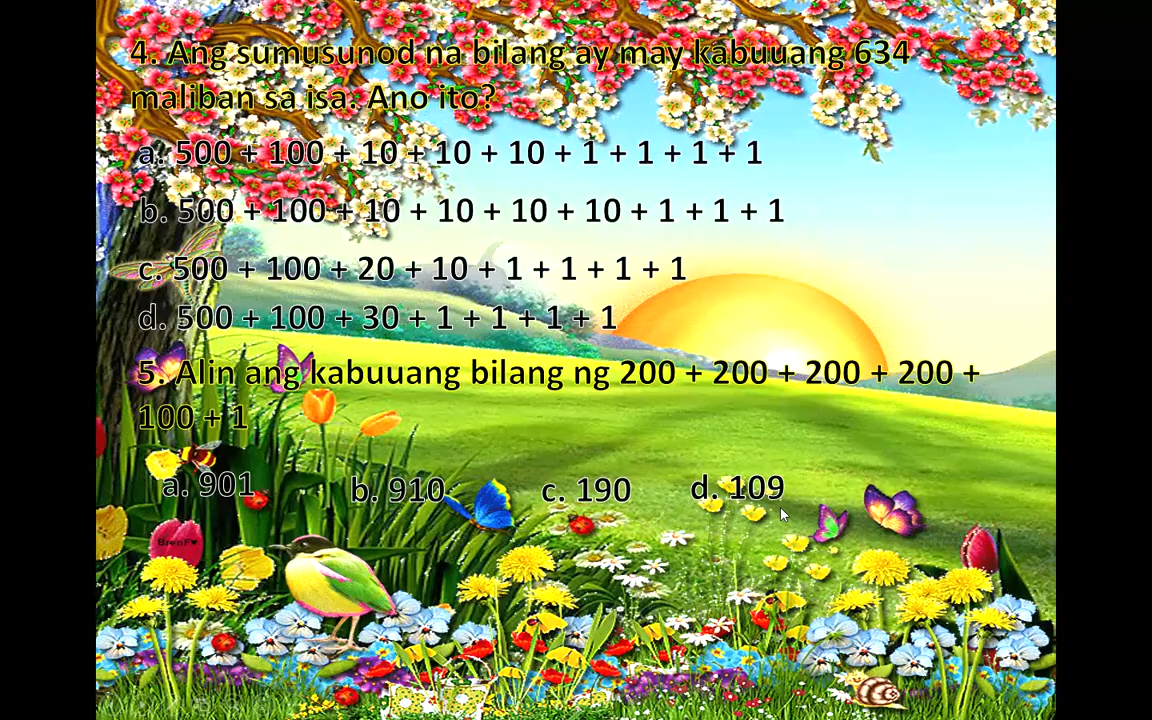 4. Ang sumusunod na bilang ay may kabuuang 634
maliban sa isa. Ano ito?
a. 500 + 100 + 10 + 10 + 10 + 1 + 1 + 1 + 1
b. 500 + 100 + 10 + 10 + 10 + 10 + 1 + 1 + 1
c. 500 + 100 + 20 + 10 + 1 + 1 + 1 + 1
d. 500 + 100 + 30 + 1 + 1 + 1 + 1
5. Alin ang kabuuang bilang ng 200 + 200 + 200 + 200 +
100 + 1
a. 901 b. 910 c. 190 d. 109